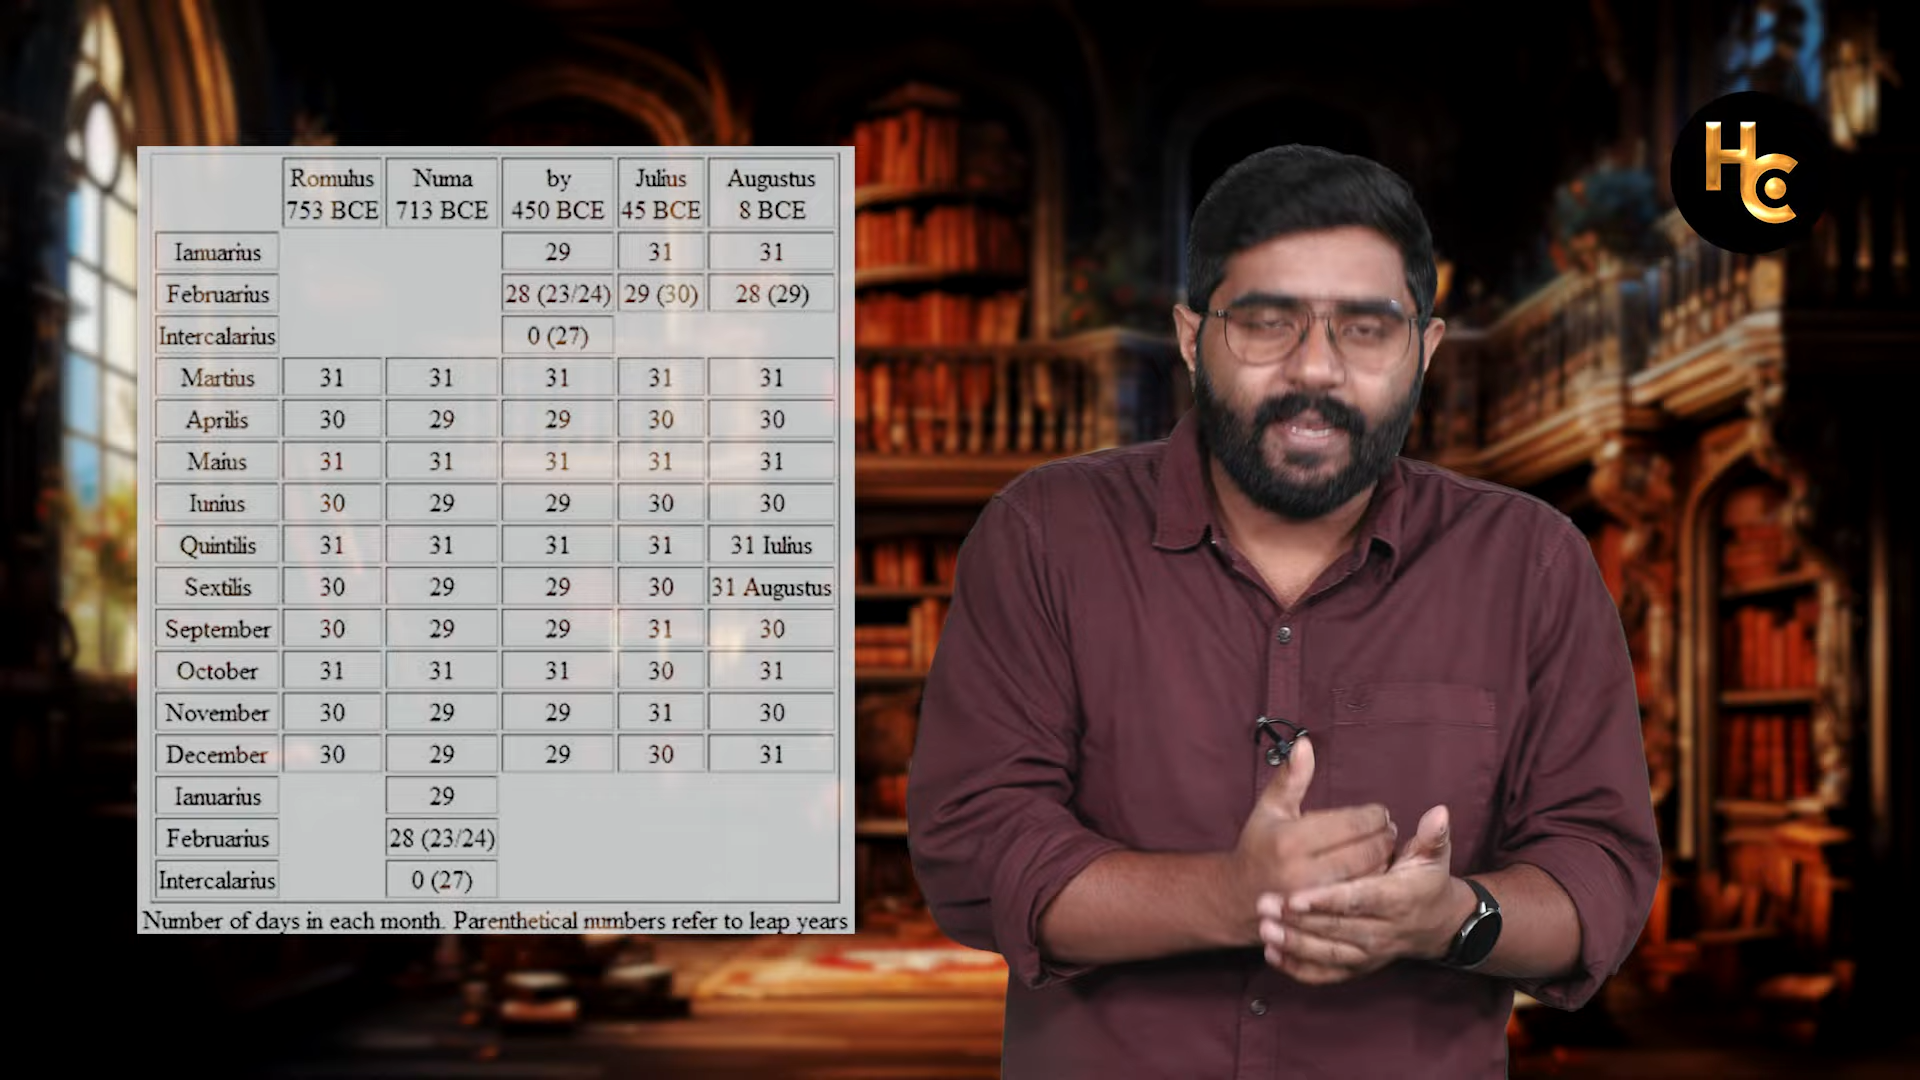 Romulus Numa by Julius Augustus
753 BCE 713 BCE 450 BCE 45 BCE 8 BCE
Ianuarius 29 31 31
Februarius 28 (23/24) 29 (30) 28 (29)
Intercalarius 0 (27)
Martius 31 31 31 31 31
Aprilis 30 29 29 30 30
Maius 31 31 31 31 31
Iunius 30 29 29 30 30
Quintilis 31 31 31 31 31 Iulius
Sextilis 30 29 29 30 31 Augustus
September 30 29 29 31 30
October 31 31 31 30 31
November 30 29 29 31 30
December 30 29 29 30 31
Ianuarius 29
Februarius 28 (23/24)
Intercalarius 0 (27)
Number of days in each month. Parenthetical numbers refer to leap years
HC